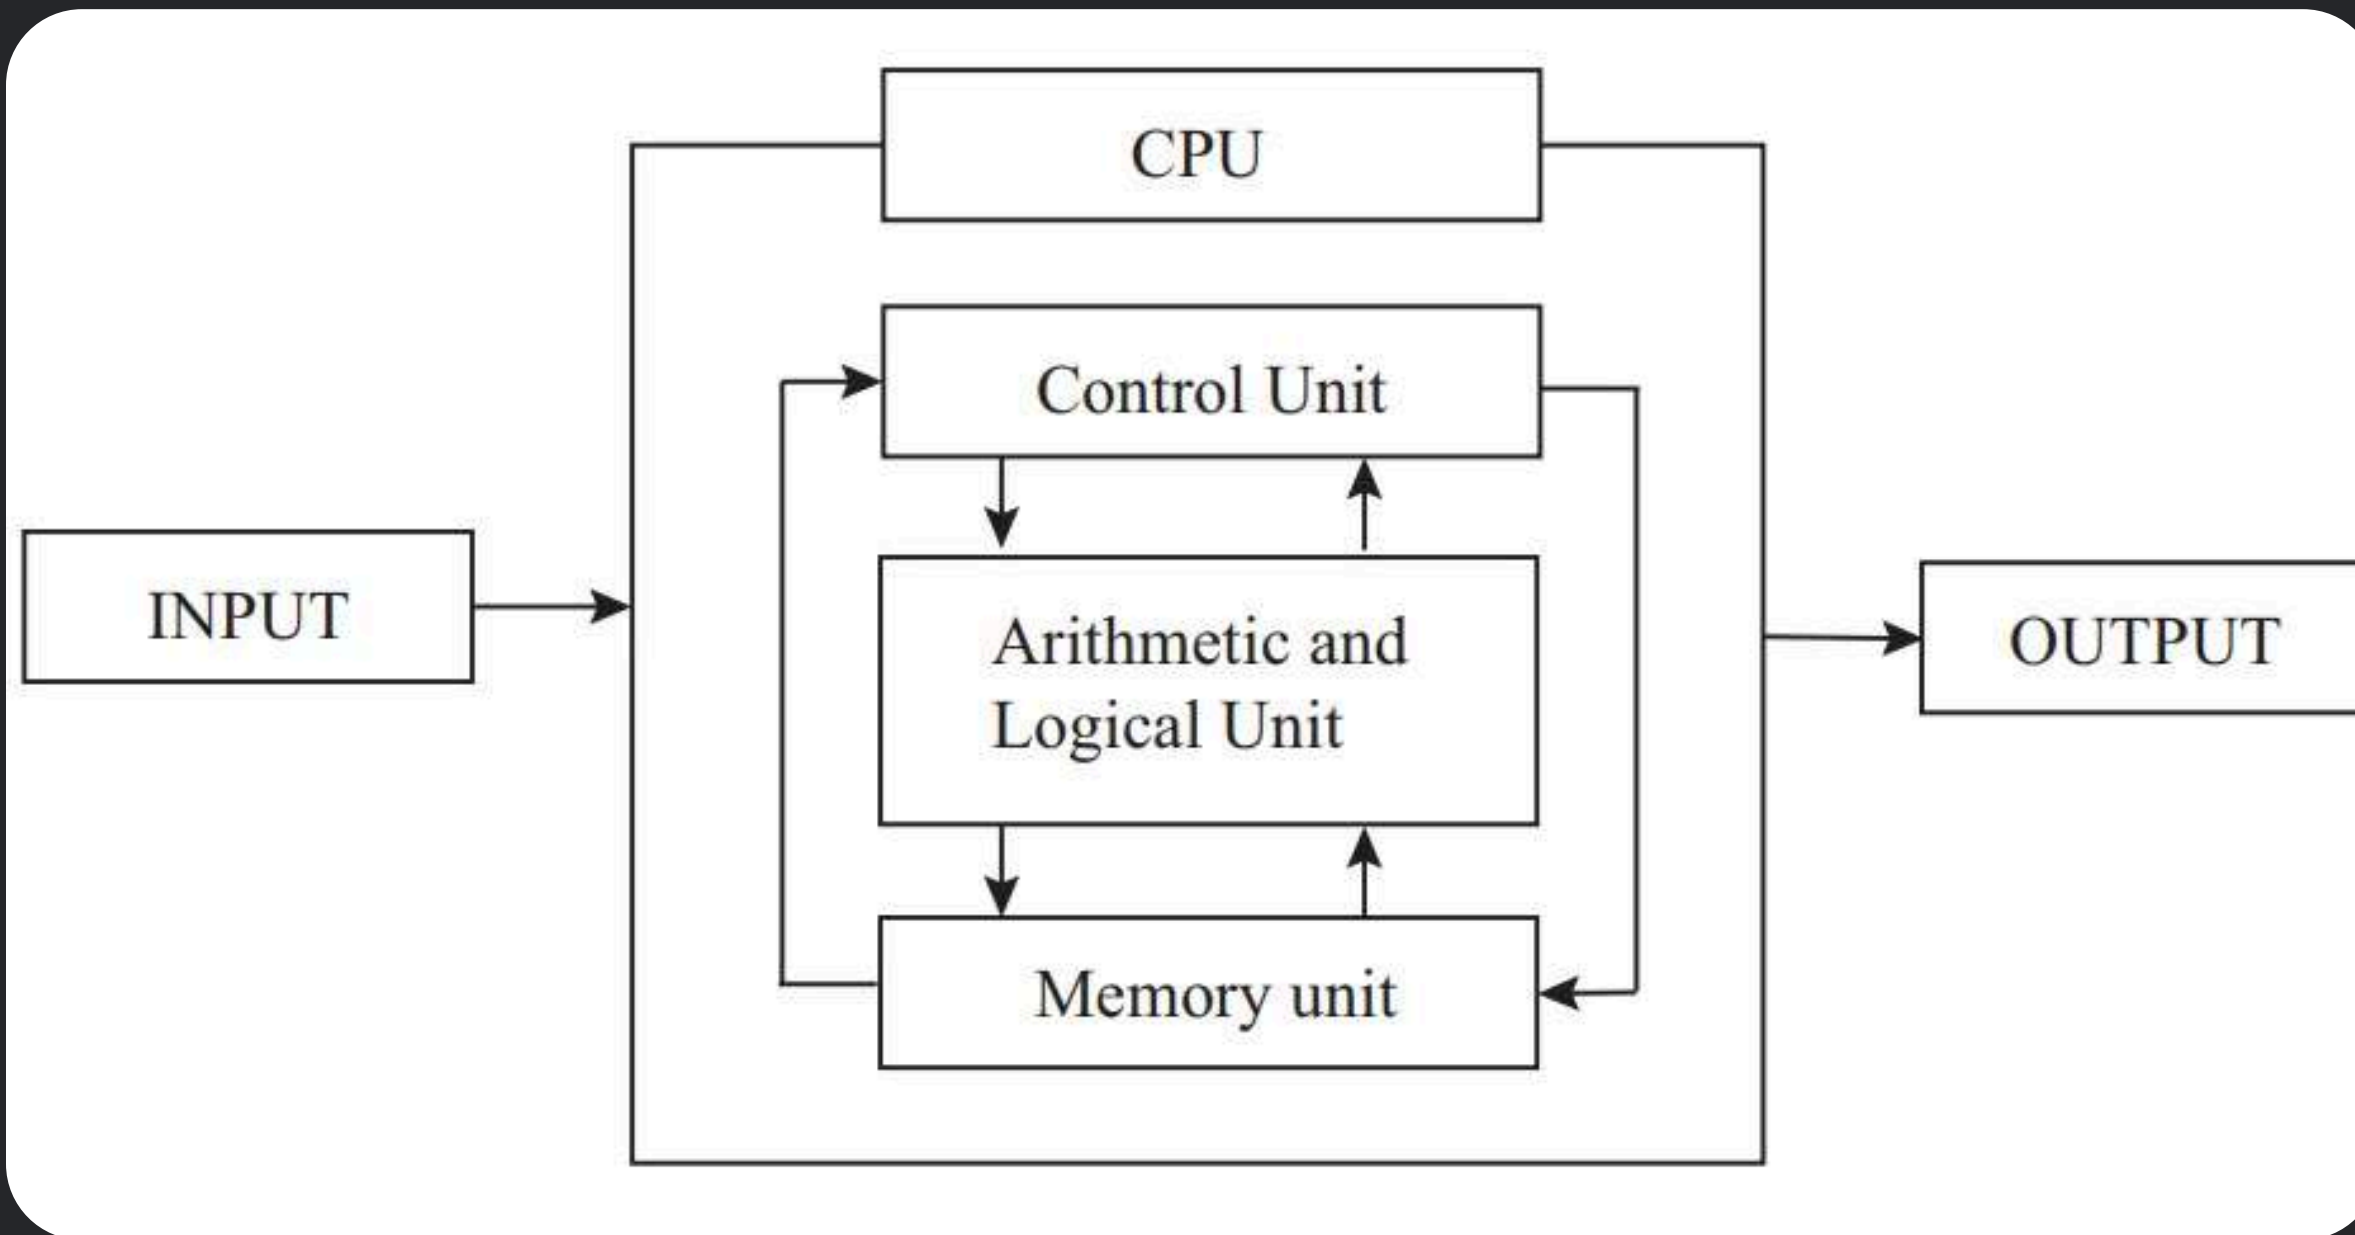 CPU
Control Unit
INPUT
Arithmetic and
Logical Unit
OUTPUT
Memory unit